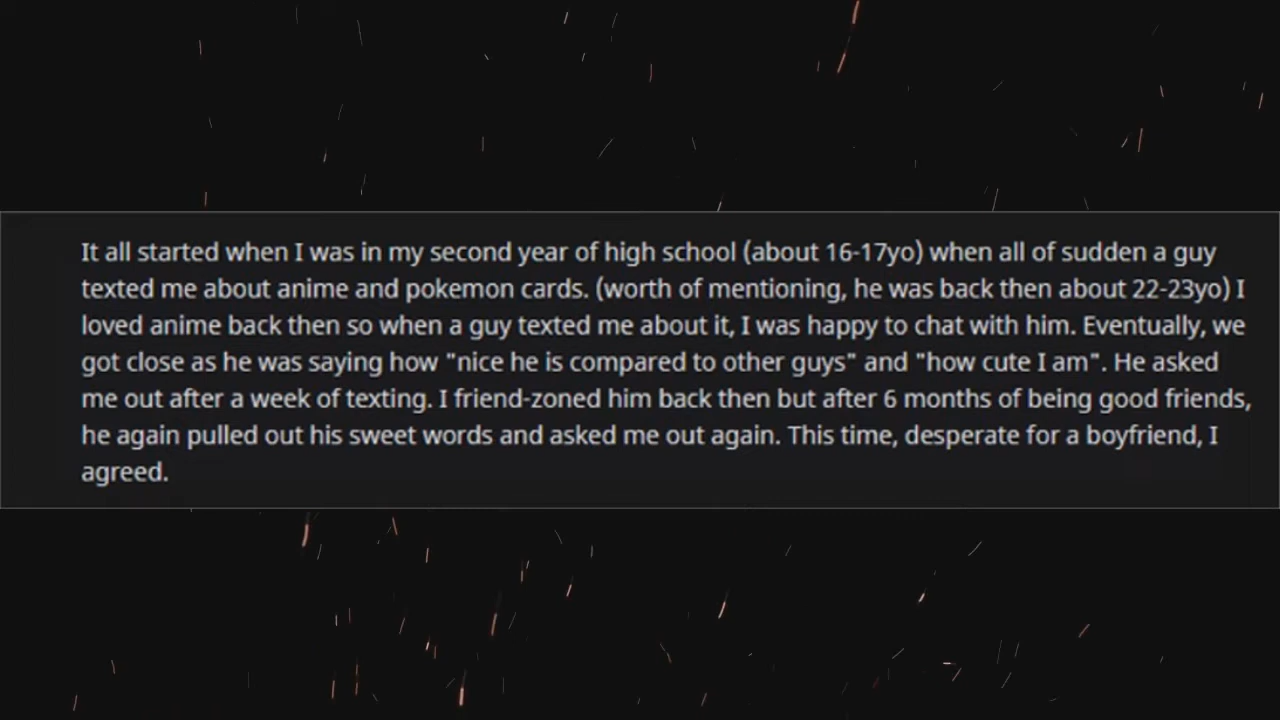 It all started when I was in my second year of high school (about 16-17yo) when all of sudden a guy
texted me about anime and pokemon cards. (worth of mentioning, he was back then about 22-23yo) I
loved anime back then so when a guy texted me about it, I was happy to chat with him. Eventually, we
got close as he was saying how "nice he is compared to other guys" and "how cute I am". He asked
me out after a week of texting. I friend-zoned him back then but after 6 months of being good friends,
he again pulled out his sweet words and asked me out again. This time, desperate for a boyfriend, I
agreed.